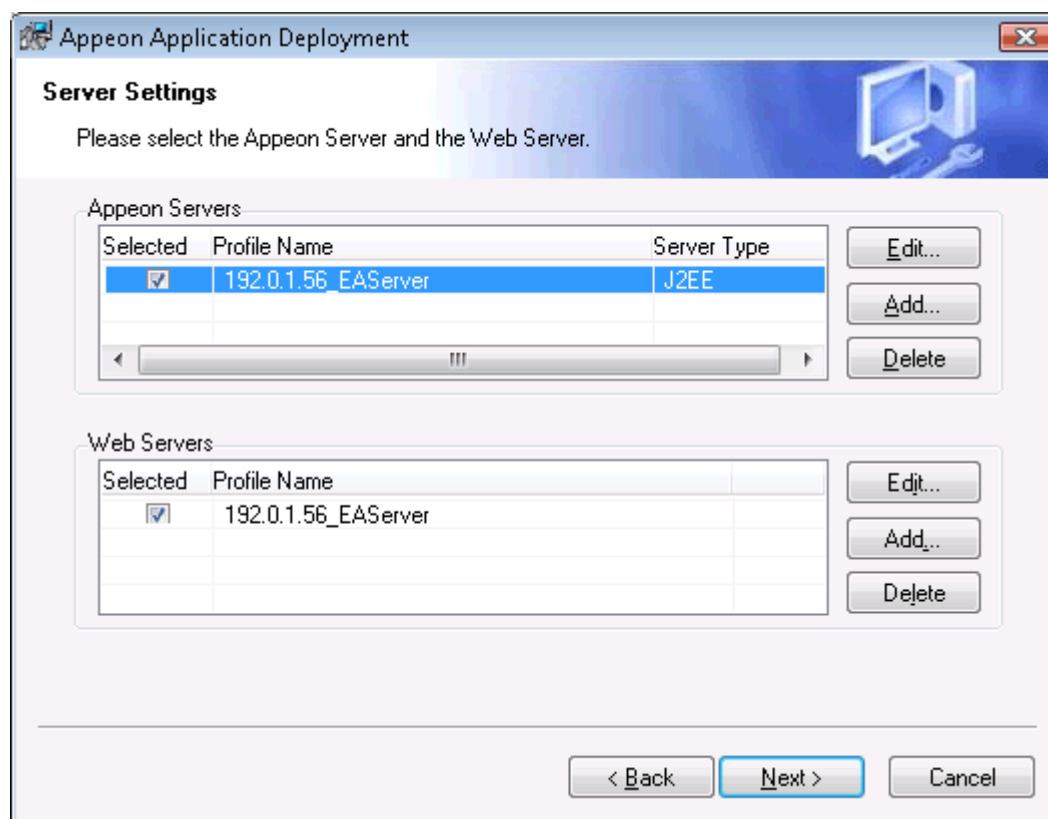 Appeon Application Deployment
Server Settings
Please select the Appeon Server and the Web Server.
Appeon Servers
Selected Profile Name Server Type
192.0.1.56_EAServer J2EE
Edit...
Add...
Delete
Web Servers
Selected Profile Name
192.0.1.56_EAServer
Edit...
Add...
Delete
< Back Next > Cancel